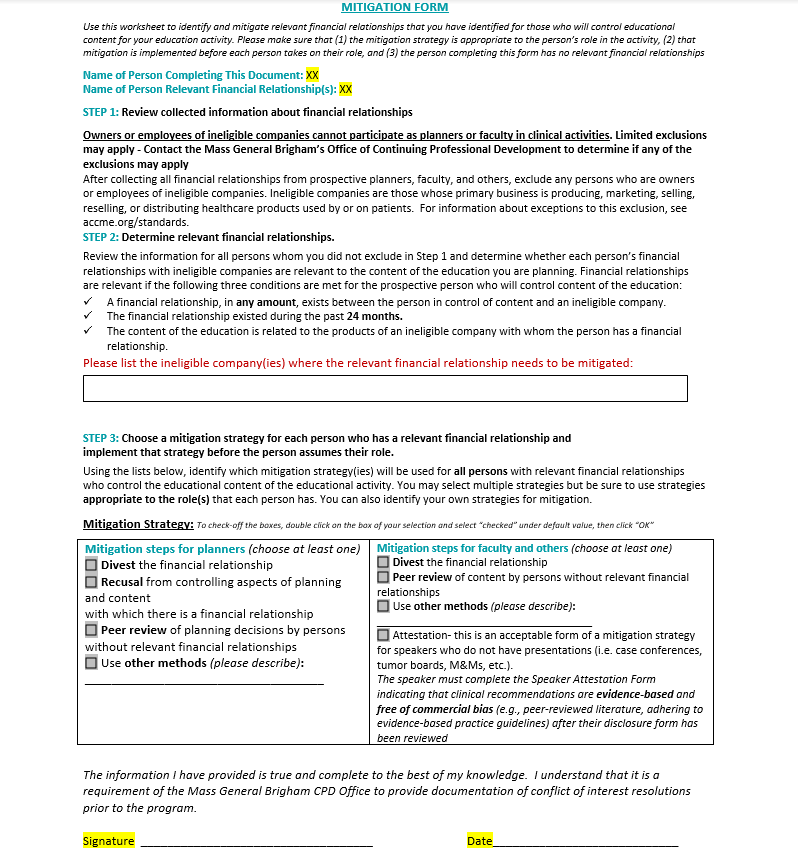 MITIGATION FORM
Use this worksheet to identify and mitigate relevant financial relationships that you have identified for those who will control educational
content for your education activity. Please make sure that (1) the mitigation strategy is appropriate to the person's role in the activity, (2) that
mitigation is implemented before each person takes on their role, and (3) the person completing this form has no relevant financial relationships
Name of Person Completing This Document: XX
Name of Person Relevant Financial Relationship(s): XX
STEP 1: Review collected information about financial relationships
Owners or employees of ineligible companies cannot participate as planners or faculty in clinical activities. Limited exclusions
may apply - Contact the Mass General Brigham's Office of Continuing Professional Development to determine if any of the
exclusions may apply
After collecting all financial relationships from prospective planners, faculty, and others, exclude any persons who are owners
or employees of ineligible companies. Ineligible companies are those whose primary business is producing, marketing, selling,
reselling, or distributing healthcare products used by or on patients. For information about exceptions to this exclusion, see
accme.org/standards.
STEP 2: Determine relevant financial relationships.
Review the information for all persons whom you did not exclude in Step 1 and determine whether each person's financial
relationships with ineligible companies are relevant to the content of the education you are planning. Financial relationships
are relevant if the following three conditions are met for the prospective person who will control content of the education:
✓ A financial relationship, in any amount, exists between the person in control of content and an ineligible company.
✓ The financial relationship existed during the past 24 months.
✓ The content of the education is related to the products of an ineligible company with whom the person has a financial
relationship.
Please list the ineligible company(ies) where the relevant financial relationship needs to be mitigated:
STEP 3: Choose a mitigation strategy for each person who has a relevant financial relationship and
implement that strategy before the person assumes their role.
Using the lists below, identify which mitigation strategy(ies) will be used for all persons with relevant financial relationships
who control the educational content of the educational activity. You may select multiple strategies but be sure to use strategies
appropriate to the role(s) that each person has. You can also identify your own strategies for mitigation.
Mitigation Strategy: To check-off the boxes, double click on the box of your selection and select "checked" under default value, then click "OK"
Mitigation steps for planners (choose at least one)
Divest the financial relationship
Recusal from controlling aspects of planning
and content
with which there is a financial relationship
Peer review of planning decisions by persons
without relevant financial relationships
Use other methods (please describe):
Mitigation steps for faculty and others (choose at least one)
Divest the financial relationship
Peer review of content by persons without relevant financial
relationships
Use other methods (please describe):
Attestation- this is an acceptable form of a mitigation strategy
for speakers who do not have presentations (i.e. case conferences,
tumor boards, M&Ms, etc.).
The speaker must complete the Speaker Attestation Form
indicating that clinical recommendations are evidence-based and
free of commercial bias (e.g., peer-reviewed literature, adhering to
evidence-based practice guidelines) after their disclosure form has
been reviewed
The information I have provided is true and complete to the best of my knowledge. I understand that it is a
requirement of the Mass General Brigham CPD Office to provide documentation of conflict of interest resolutions
prior to the program.
Signature Date